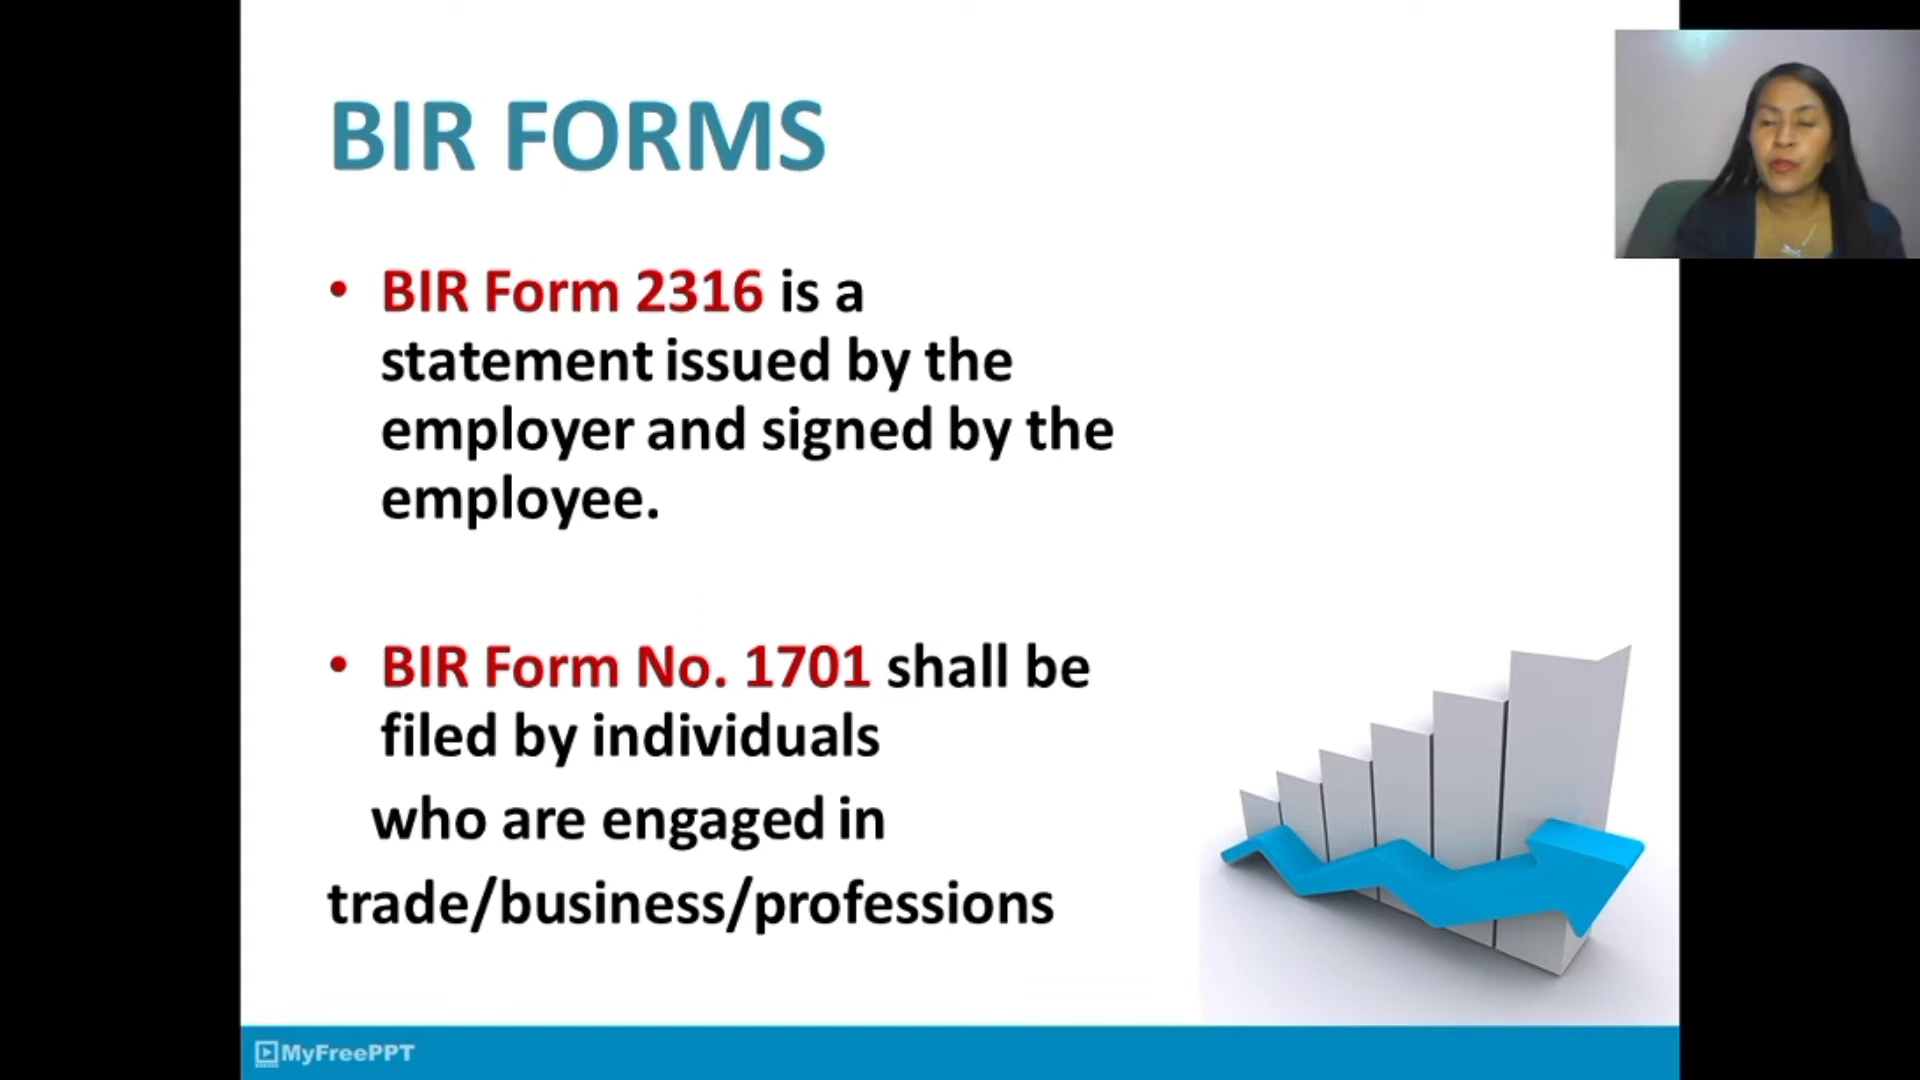 BIR FORMS
• BIR Form 2316 is a
statement issued by the
employer and signed by the
employee.
• BIR Form No. 1701 shall be
filed by individuals
who are engaged in
trade/business/professions
MyFreePPT